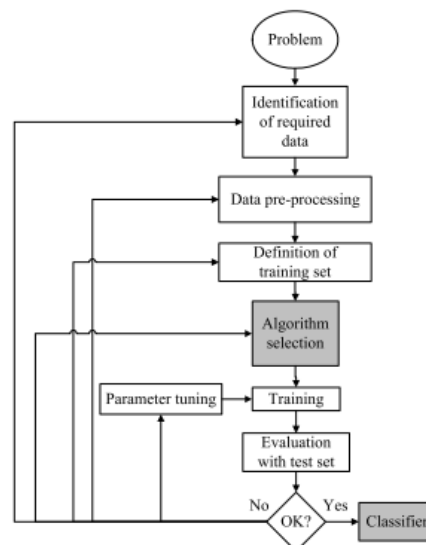 Problem
Identification
of required
data
Data pre-processing
Definition of
training set
Algorithm
selection
Parameter tuning
Training
Evaluation
with test set
No
Yes
OK?
Classifier